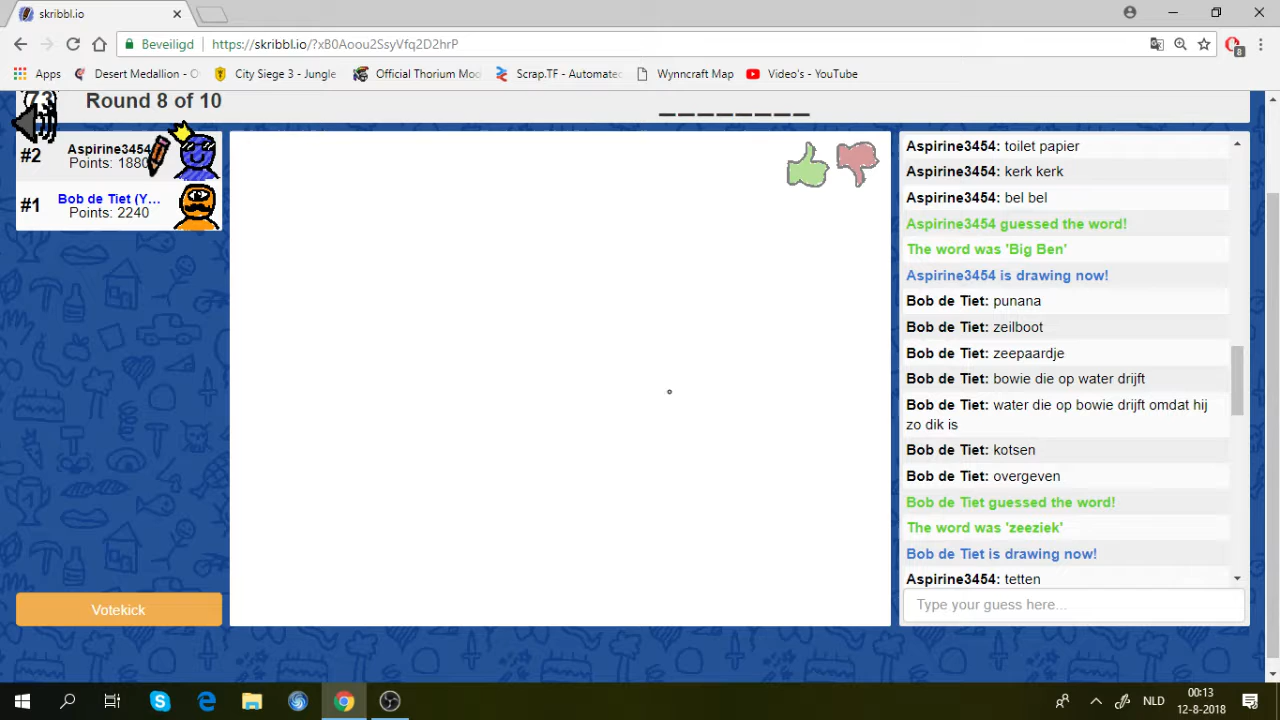 skribbl.io
Beveiligd
https://skribbl.io/?xB0Aoou2SsyVfq2D2hrP
8
Apps
Desert Medallion - O
City Siege 3 - Jungle
Official Thorium Mod
Scrap.TF - Automated
Wynncraft Map
Video's - YouTube
73
Round 8 of 10
________
#2
Aspirine3454
Points: 1880
#1
Bob de Tiet (Y...
Points: 2240
Votekick
Aspirine3454: toilet papier
Aspirine3454: kerk kerk
Aspirine3454: bel bel
Aspirine3454 guessed the word!
The word was 'Big Ben'
Aspirine3454 is drawing now!
Bob de Tiet: punana
Bob de Tiet: zeilboot
Bob de Tiet: zeepaardje
Bob de Tiet: bowie die op water drijft
Bob de Tiet: water die op bowie drijft omdat hij
zo dik is
Bob de Tiet: kotsen
Bob de Tiet: overgeven
Bob de Tiet guessed the word!
The word was 'zeeziek'
Bob de Tiet is drawing now!
Aspirine3454: tetten
Type your guess here...
NLD
00:13
12-8-2018